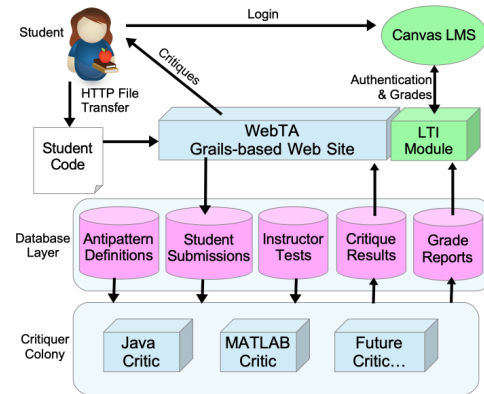 Student
Login
Canvas LMS
Critiques
HTTP File
Transfer
Authentication
& Grades
Student
Code
WebTA
Grails-based Web Site
LTI
Module
Database
Layer
Antipattern
Definitions
Student
Submissions
Instructor
Tests
Critique
Results
Grade
Reports
Critiquer
Colony
Java
Critic
MATLAB
Critic
Future
Critic…